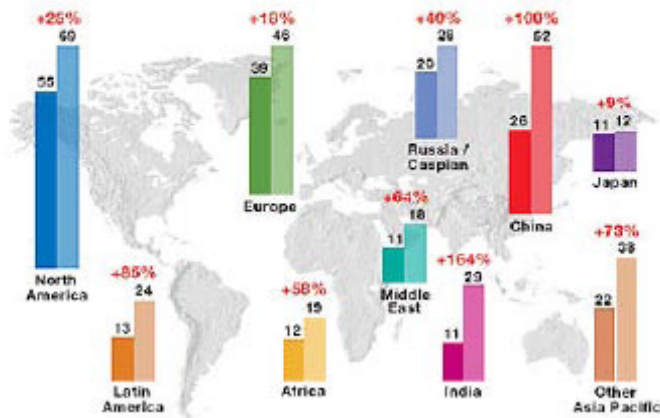 +25%
69
55
North
America
+18%
46
39
Europe
+40%
28
20
Russia /
Caspian
+100%
52
26
China
+9%
11 12
Japan
+64%
18
11
Middle
East
+85%
24
13
Latin
America
+58%
19
12
Africa
+164%
29
11
India
+73%
38
22
Other
Asia Pacific